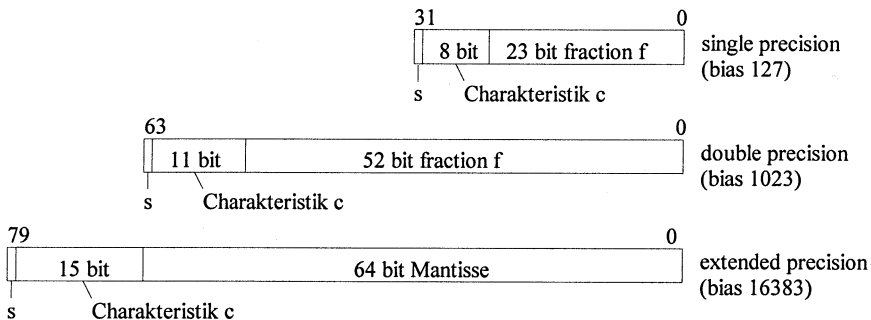 31 0
8 bit 23 bit fraction f single precision
(bias 127)
s Charakteristik c
63 0
11 bit 52 bit fraction f double precision
(bias 1023)
s Charakteristik c
79 0
15 bit 64 bit Mantisse extended precision
(bias 16383)
s Charakteristik c